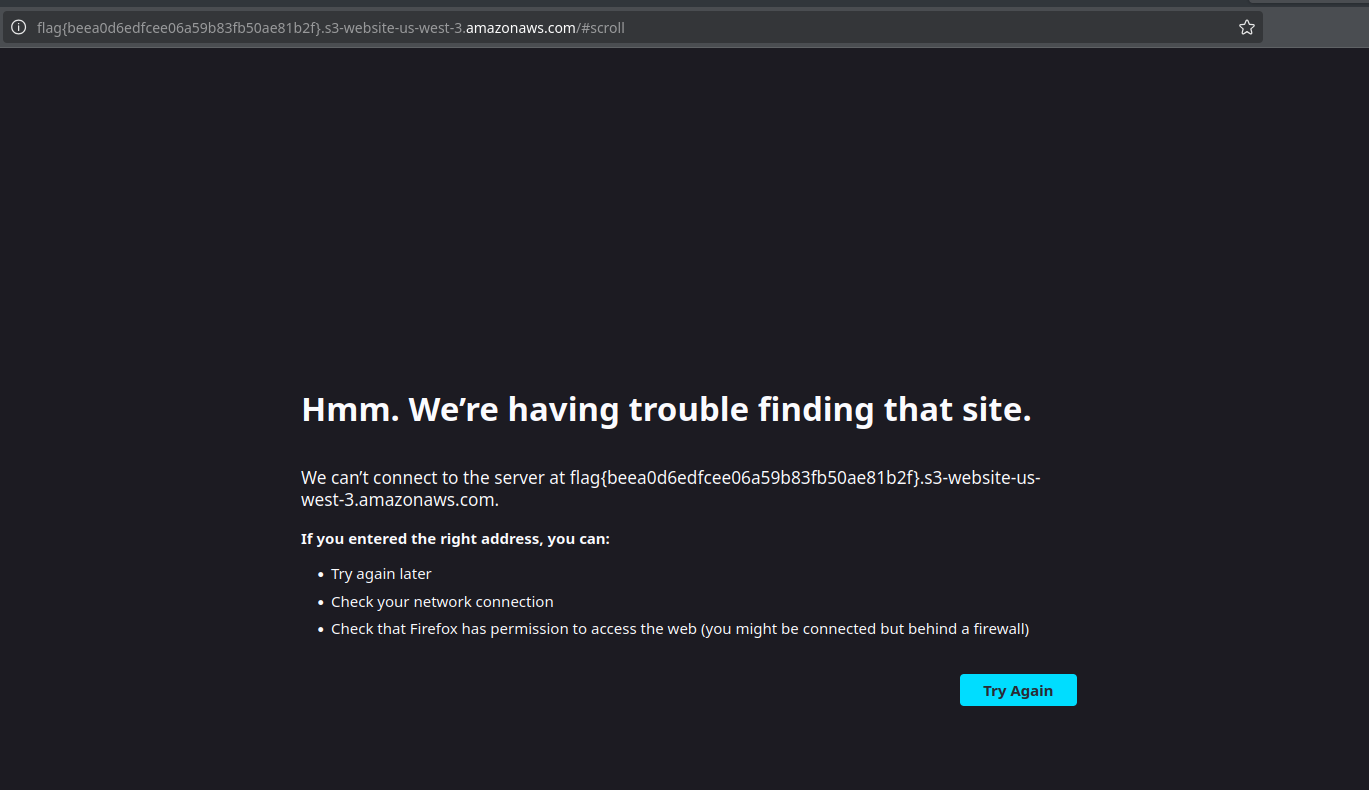 flag{beea0d6edfcee06a59b83fb50ae81b2f}.s3-website-us-west-3.amazonaws.com/#scroll
Hmm. We’re having trouble finding that site.
We can’t connect to the server at flag{beea0d6edfcee06a59b83fb50ae81b2f}.s3-website-us-
west-3.amazonaws.com.
If you entered the right address, you can:
• Try again later
• Check your network connection
• Check that Firefox has permission to access the web (you might be connected but behind a firewall)
Try Again